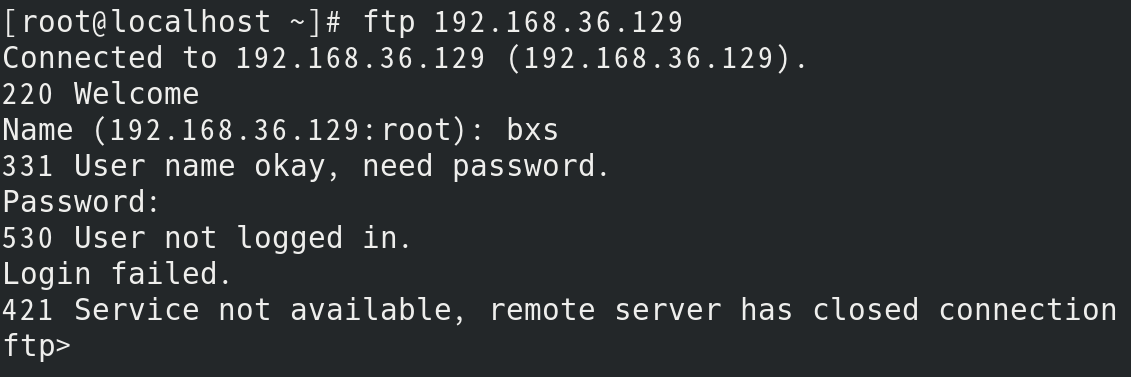 [root@localhost ~]# ftp 192.168.36.129
Connected to 192.168.36.129 (192.168.36.129).
220 Welcome
Name (192.168.36.129:root): bxs
331 User name okay, need password.
Password:
530 User not logged in.
Login failed.
421 Service not available, remote server has closed connection
ftp>